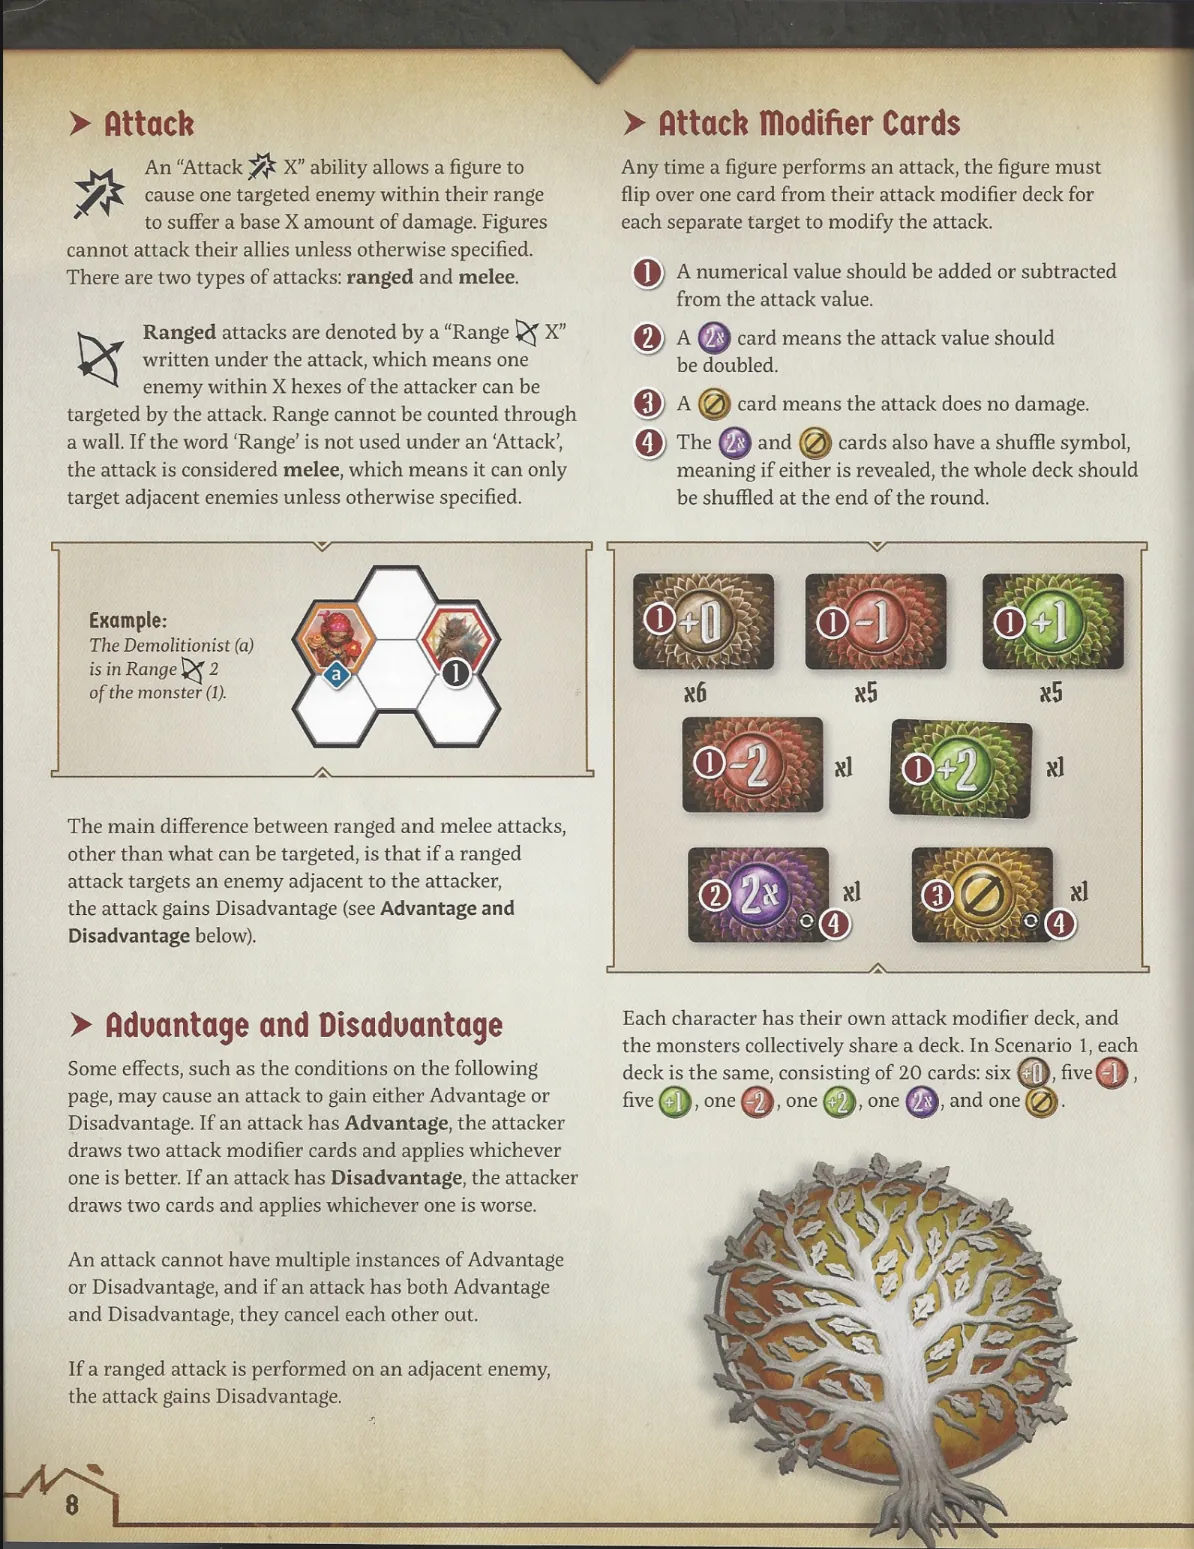 Attack
An “Attack X” ability allows a figure to
cause one targeted enemy within their range
to suffer a base X amount of damage. Figures
cannot attack their allies unless otherwise specified.
There are two types of attacks: ranged and melee.
Ranged attacks are denoted by a “Range X”
written under the attack, which means one
enemy within X hexes of the attacker can be
targeted by the attack. Range cannot be counted through
a wall. If the word ‘Range’ is not used under an ‘Attack’,
the attack is considered melee, which means it can only
target adjacent enemies unless otherwise specified.
Example:
The Demolitionist (a)
is in Range 2
of the monster (1).
a
1
The main difference between ranged and melee attacks,
other than what can be targeted, is that if a ranged
attack targets an enemy adjacent to the attacker,
the attack gains Disadvantage (see Advantage and
Disadvantage below).
Advantage and Disadvantage
Some effects, such as the conditions on the following
page, may cause an attack to gain either Advantage or
Disadvantage. If an attack has Advantage, the attacker
draws two attack modifier cards and applies whichever
one is better. If an attack has Disadvantage, the attacker
draws two cards and applies whichever one is worse.
An attack cannot have multiple instances of Advantage
or Disadvantage, and if an attack has both Advantage
and Disadvantage, they cancel each other out.
If a ranged attack is performed on an adjacent enemy,
the attack gains Disadvantage.
8
Attack Modifier Cards
Any time a figure performs an attack, the figure must
flip over one card from their attack modifier deck for
each separate target to modify the attack.
1 A numerical value should be added or subtracted
from the attack value.
2 A 2x card means the attack value should
be doubled.
3 A card means the attack does no damage.
4 The 2x and cards also have a shuffle symbol,
meaning if either is revealed, the whole deck should
be shuffled at the end of the round.
1 +0 1 -1 1 +1
x6 x5 x5
1 -2 x1 1 +2 x1
2 2x x1 3 x1
4 4
Each character has their own attack modifier deck, and
the monsters collectively share a deck. In Scenario 1, each
deck is the same, consisting of 20 cards: six +0, five -1,
five +1, one -2, one +2, one 2x, and one .